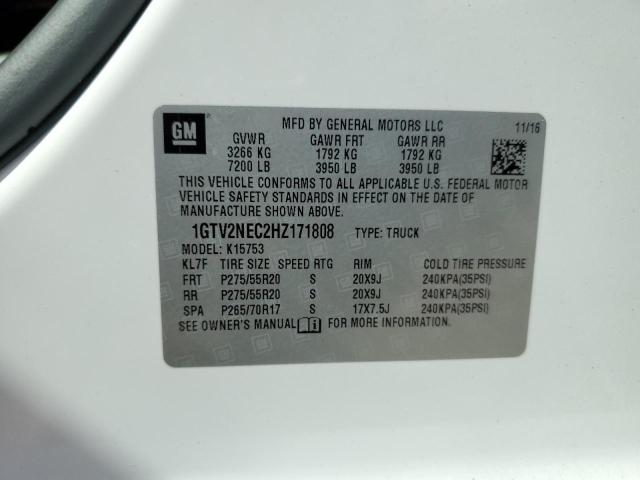 GM
MFD BY GENERAL MOTORS LLC 11/16
GVWR GAWR FRT GAWR RR
3266 KG 1792 KG 1792 KG
7200 LB 3950 LB 3950 LB
THIS VEHICLE CONFORMS TO ALL APPLICABLE U.S. FEDERAL MOTOR
VEHICLE SAFETY STANDARDS IN EFFECT ON THE DATE OF
MANUFACTURE SHOWN ABOVE.
1GTV2NEC2HZ171808 TYPE: TRUCK
MODEL: K15753
KL7F TIRE SIZE SPEED RTG RIM COLD TIRE PRESSURE
FRT P275/55R20 S 20X9J 240KPA(35PSI)
RR P275/55R20 S 20X9J 240KPA(35PSI)
SPA P265/70R17 S 17X7.5J 240KPA(35PSI)
SEE OWNER'S MANUAL FOR MORE INFORMATION.